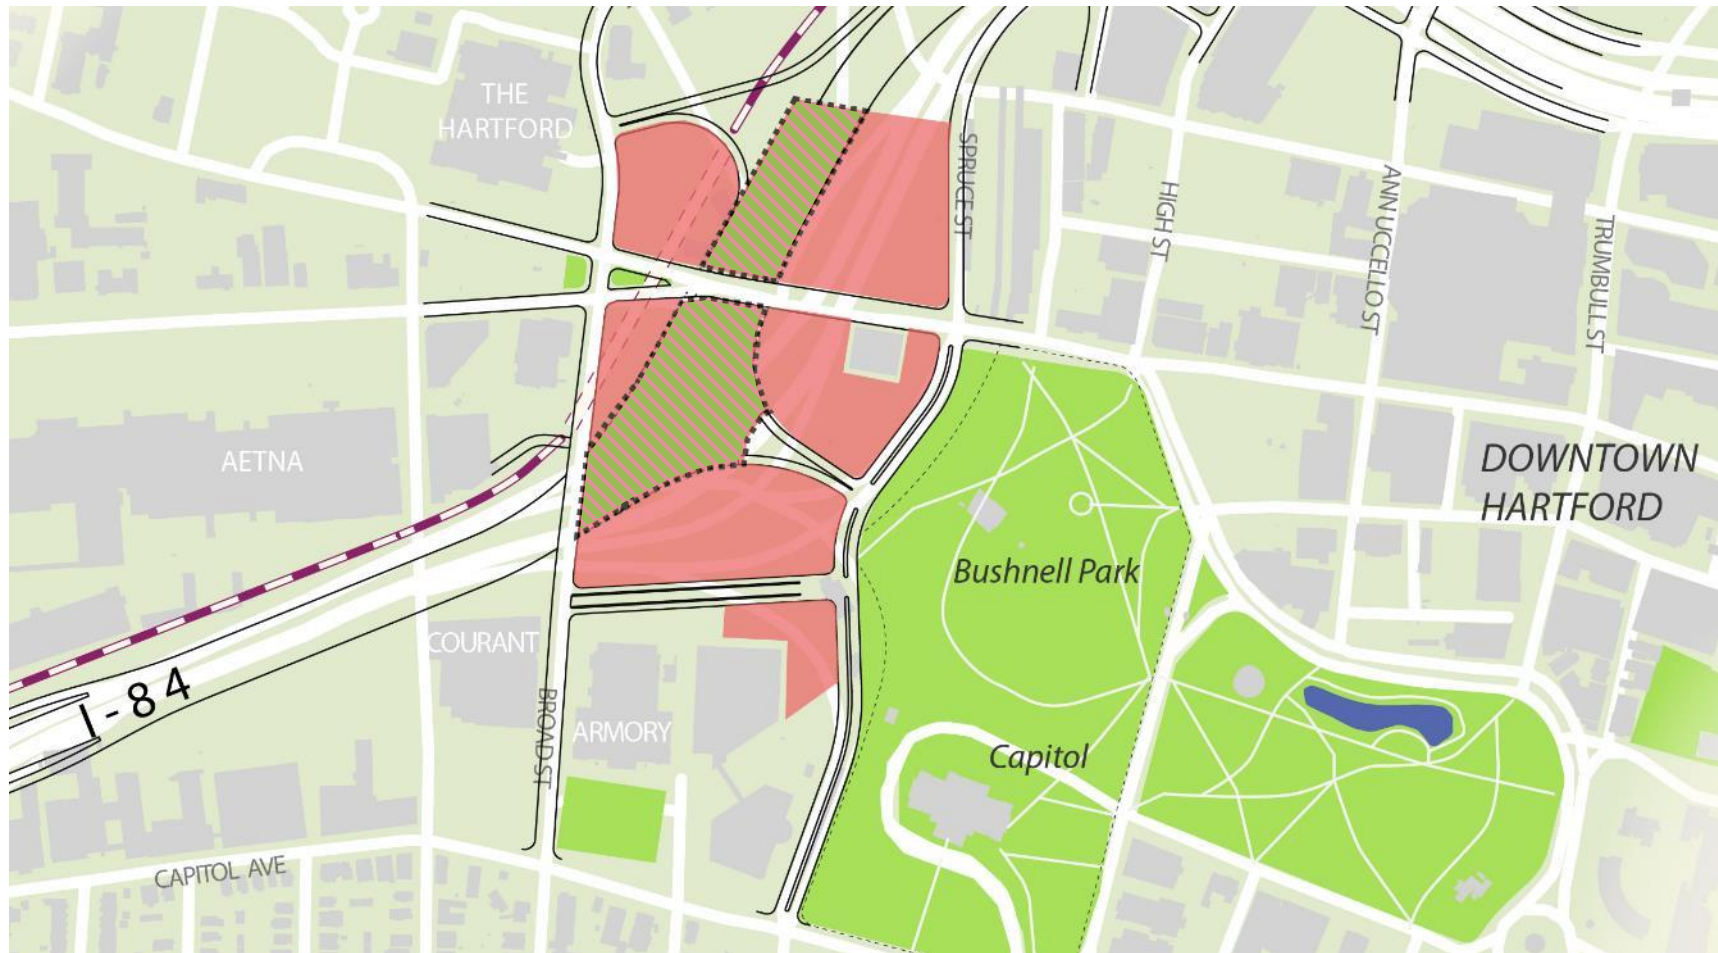 THE
HARTFORD
SPRUCE ST
HIGH ST
ANN UCCELLO ST
TRUMBULL ST
AETNA
DOWNTOWN
HARTFORD
Bushnell Park
COURANT
I-84
BROAD ST
ARMORY
Capitol
CAPITOL AVE